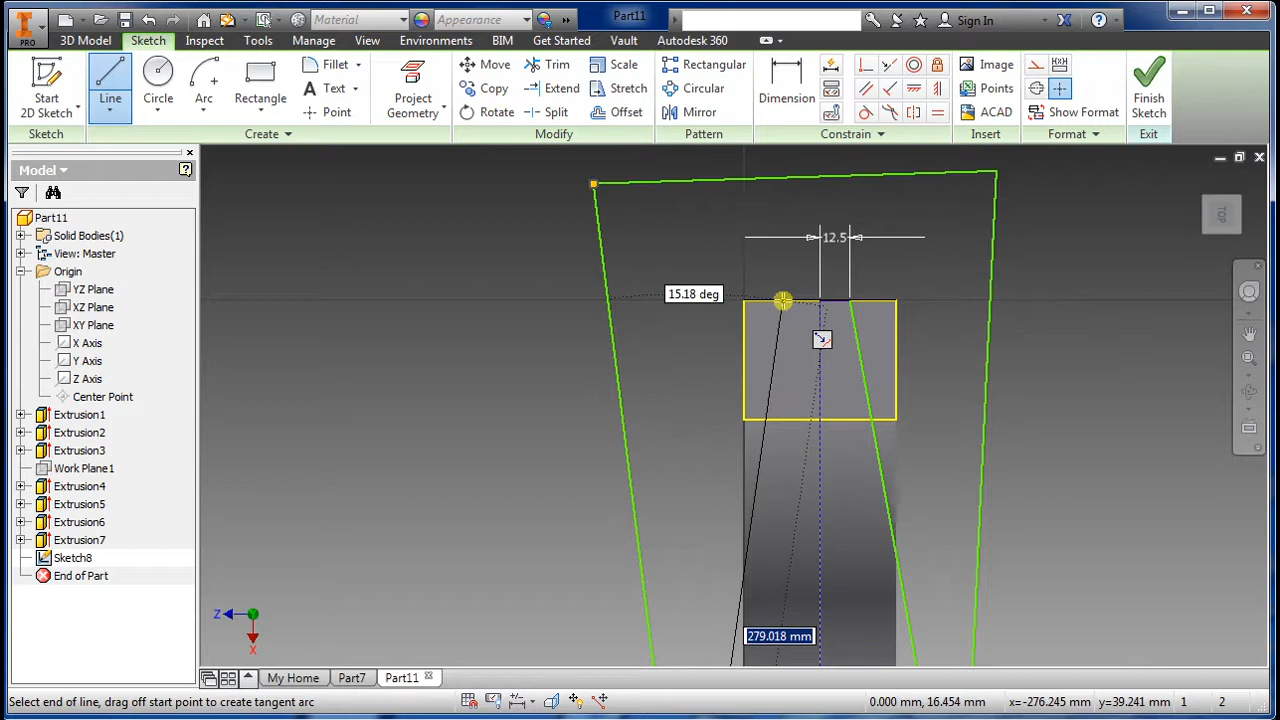 Material
Appearance
Part11
Sign In
PRO
3D Model
Sketch
Inspect
Tools
Manage
View
Environments
BIM
Get Started
Vault
Autodesk 360
Start
2D Sketch
Line
Circle
Arc
Rectangle
Fillet
Text
Point
Project
Geometry
Move
Copy
Rotate
Trim
Extend
Split
Scale
Stretch
Offset
Rectangular
Circular
Mirror
Dimension
Image
Points
ACAD
Show Format
Finish
Sketch
Sketch
Create
Modify
Pattern
Constrain
Insert
Format
Exit
Model
Part11
Solid Bodies(1)
View: Master
Origin
YZ Plane
XZ Plane
XY Plane
X Axis
Y Axis
Z Axis
Center Point
Extrusion1
Extrusion2
Extrusion3
Work Plane1
Extrusion4
Extrusion5
Extrusion6
Extrusion7
Sketch8
End of Part
12.5
15.18 deg
279.018 mm
TOP
Z
X
My Home
Part7
Part11
Select end of line, drag off start point to create tangent arc
0.000 mm, 16.454 mm
x=-276.245 mm
y=39.241 mm
1
2